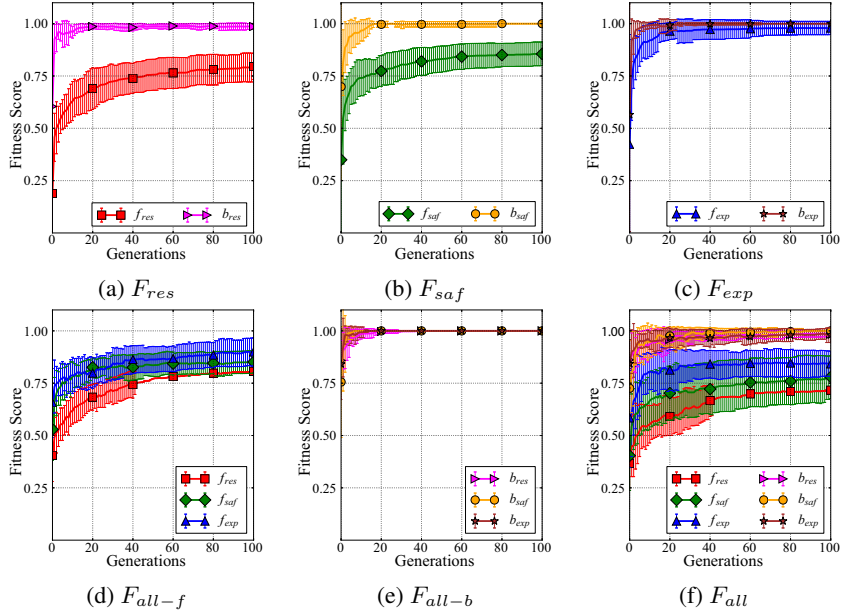 1.00
0.75
0.50
0.25
Fitness Score
0 20 40 60 80 100
Generations
f_res b_res
(a) F_res
1.00
0.75
0.50
0.25
Fitness Score
0 20 40 60 80 100
Generations
f_saf b_saf
(b) F_saf
1.00
0.75
0.50
0.25
Fitness Score
0 20 40 60 80 100
Generations
f_exp b_exp
(c) F_exp
1.00
0.75
0.50
0.25
Fitness Score
0 20 40 60 80 100
Generations
f_res
f_saf
f_exp
(d) F_all-f
1.00
0.75
0.50
0.25
Fitness Score
0 20 40 60 80 100
Generations
b_res
b_saf
b_exp
(e) F_all-b
1.00
0.75
0.50
0.25
Fitness Score
0 20 40 60 80 100
Generations
f_res b_res
f_saf b_saf
f_exp b_exp
(f) F_all